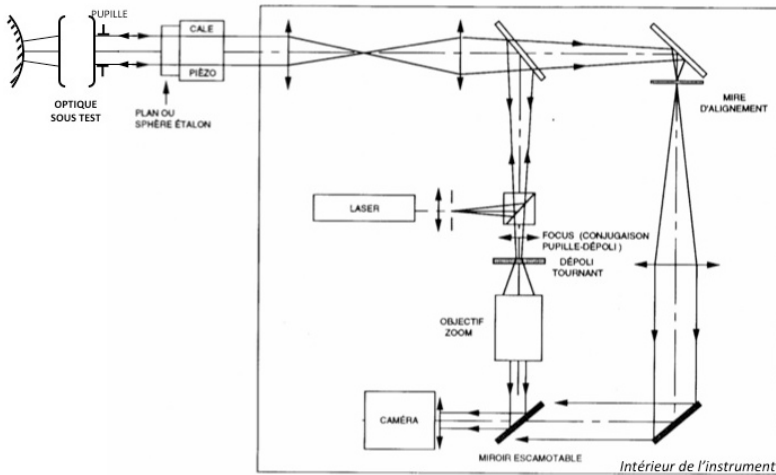 PUPILLE
CALE
PIÈZO
OPTIQUE
SOUS TEST
PLAN OU
SPHÈRE ÉTALON
MIRE
D'ALIGNEMENT
LASER
FOCUS (CONJUGAISON
PUPILLE-DÉPOLI )
DÉPOLI
TOURNANT
OBJECTIF
ZOOM
CAMÉRA
MIROIR ESCAMOTABLE
Intérieur de l'instrument